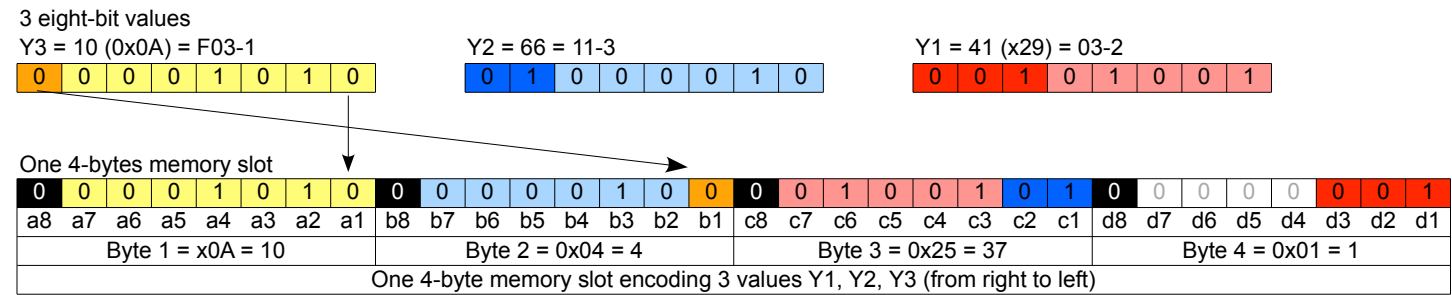 3 eight-bit values
Y3 = 10 (0x0A) = F03-1 Y2 = 66 = 11-3 Y1 = 41 (x29) = 03-2
0 0 0 0 1 0 1 0 0 1 0 0 0 0 1 0 0 0 1 0 1 0 0 1
One 4-bytes memory slot
0 0 0 0 1 0 1 0 0 0 0 0 0 1 0 0 0 0 1 0 0 1 0 1 0 0 0 0 0 0 0 1
a8 a7 a6 a5 a4 a3 a2 a1 b8 b7 b6 b5 b4 b3 b2 b1 c8 c7 c6 c5 c4 c3 c2 c1 d8 d7 d6 d5 d4 d3 d2 d1
Byte 1 = x0A = 10 Byte 2 = 0x04 = 4 Byte 3 = 0x25 = 37 Byte 4 = 0x01 = 1
One 4-byte memory slot encoding 3 values Y1, Y2, Y3 (from right to left)